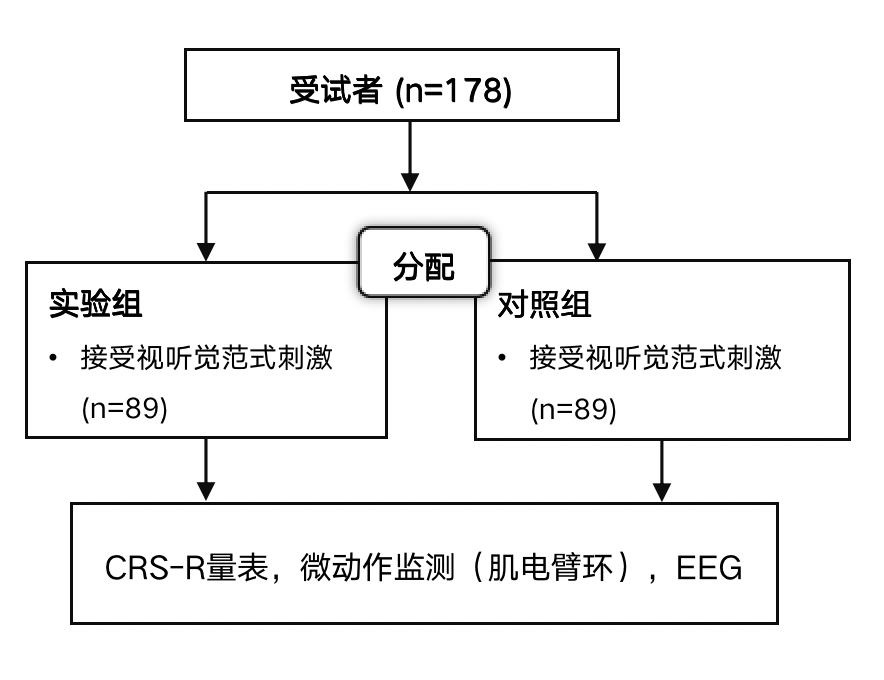 受试者 (n=178)
分配
实验组
• 接受视听觉范式刺激
(n=89)
对照组
• 接受视听觉范式刺激
(n=89)
CRS-R量表，微动作监测（肌电臂环），EEG